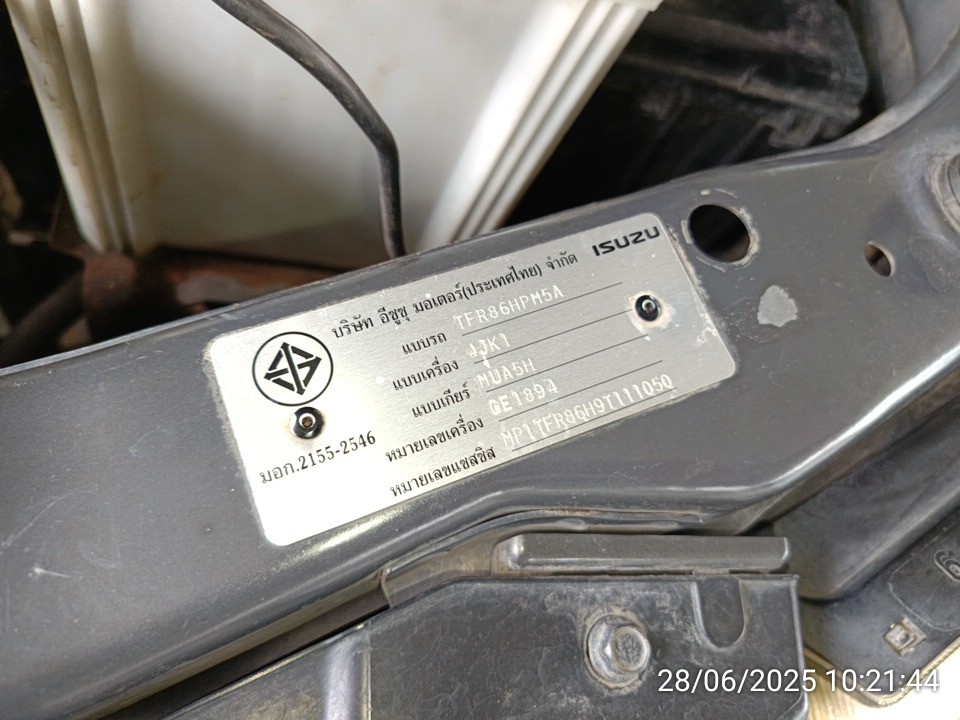 ISUZU
บริษัท อีซูซุ มอเตอร์(ประเทศไทย) จำกัด
แบบรถ TFR86HPM5A
แบบเครื่อง 4JK1
แบบเกียร์ MUA5H
หมายเลขเครื่อง GE1894
หมายเลขแชสซิส MP1TFR86H9T111050
มอก.2155-2546
28/06/2025 10:21:44